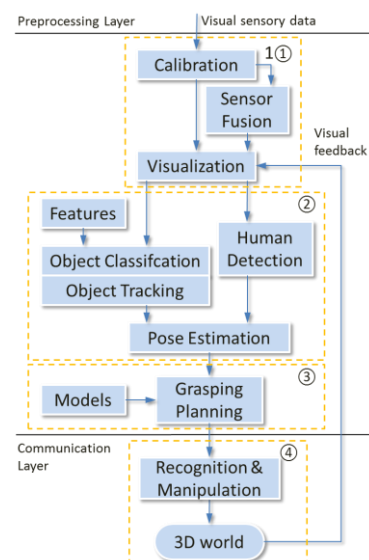 Preprocessing Layer
Visual sensory data
Calibration
1①
Sensor
Fusion
Visual
feedback
Visualization
②
Features
Human
Detection
Object Classifcation
Object Tracking
Pose Estimation
③
Models
Grasping
Planning
Communication
Layer
④
Recognition &
Manipulation
3D world